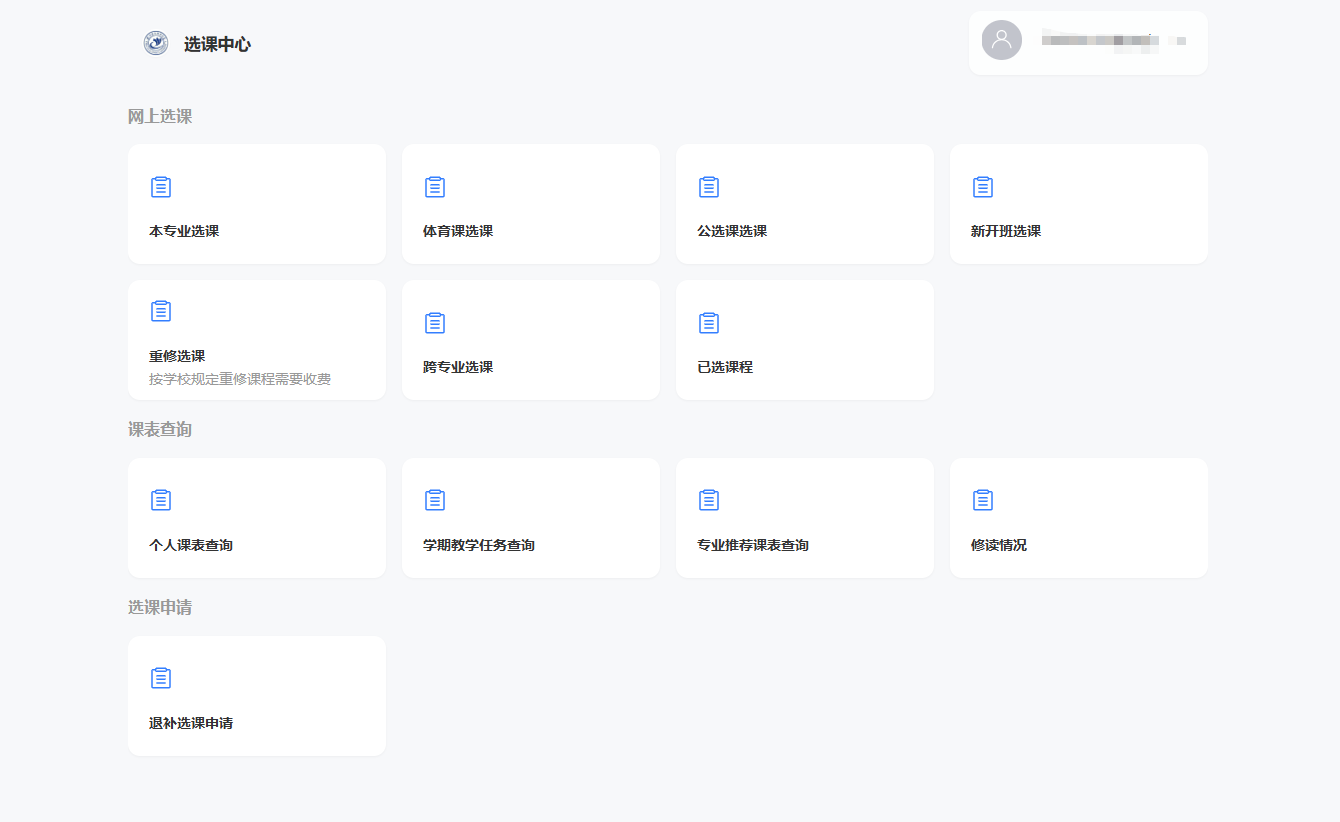 选课中心
网上选课
本专业选课
体育课选课
公选课选课
新开班选课
重修选课
按学校规定重修课程需要收费
跨专业选课
已选课程
课表查询
个人课表查询
学期教学任务查询
专业推荐课表查询
修读情况
选课申请
退补选课申请